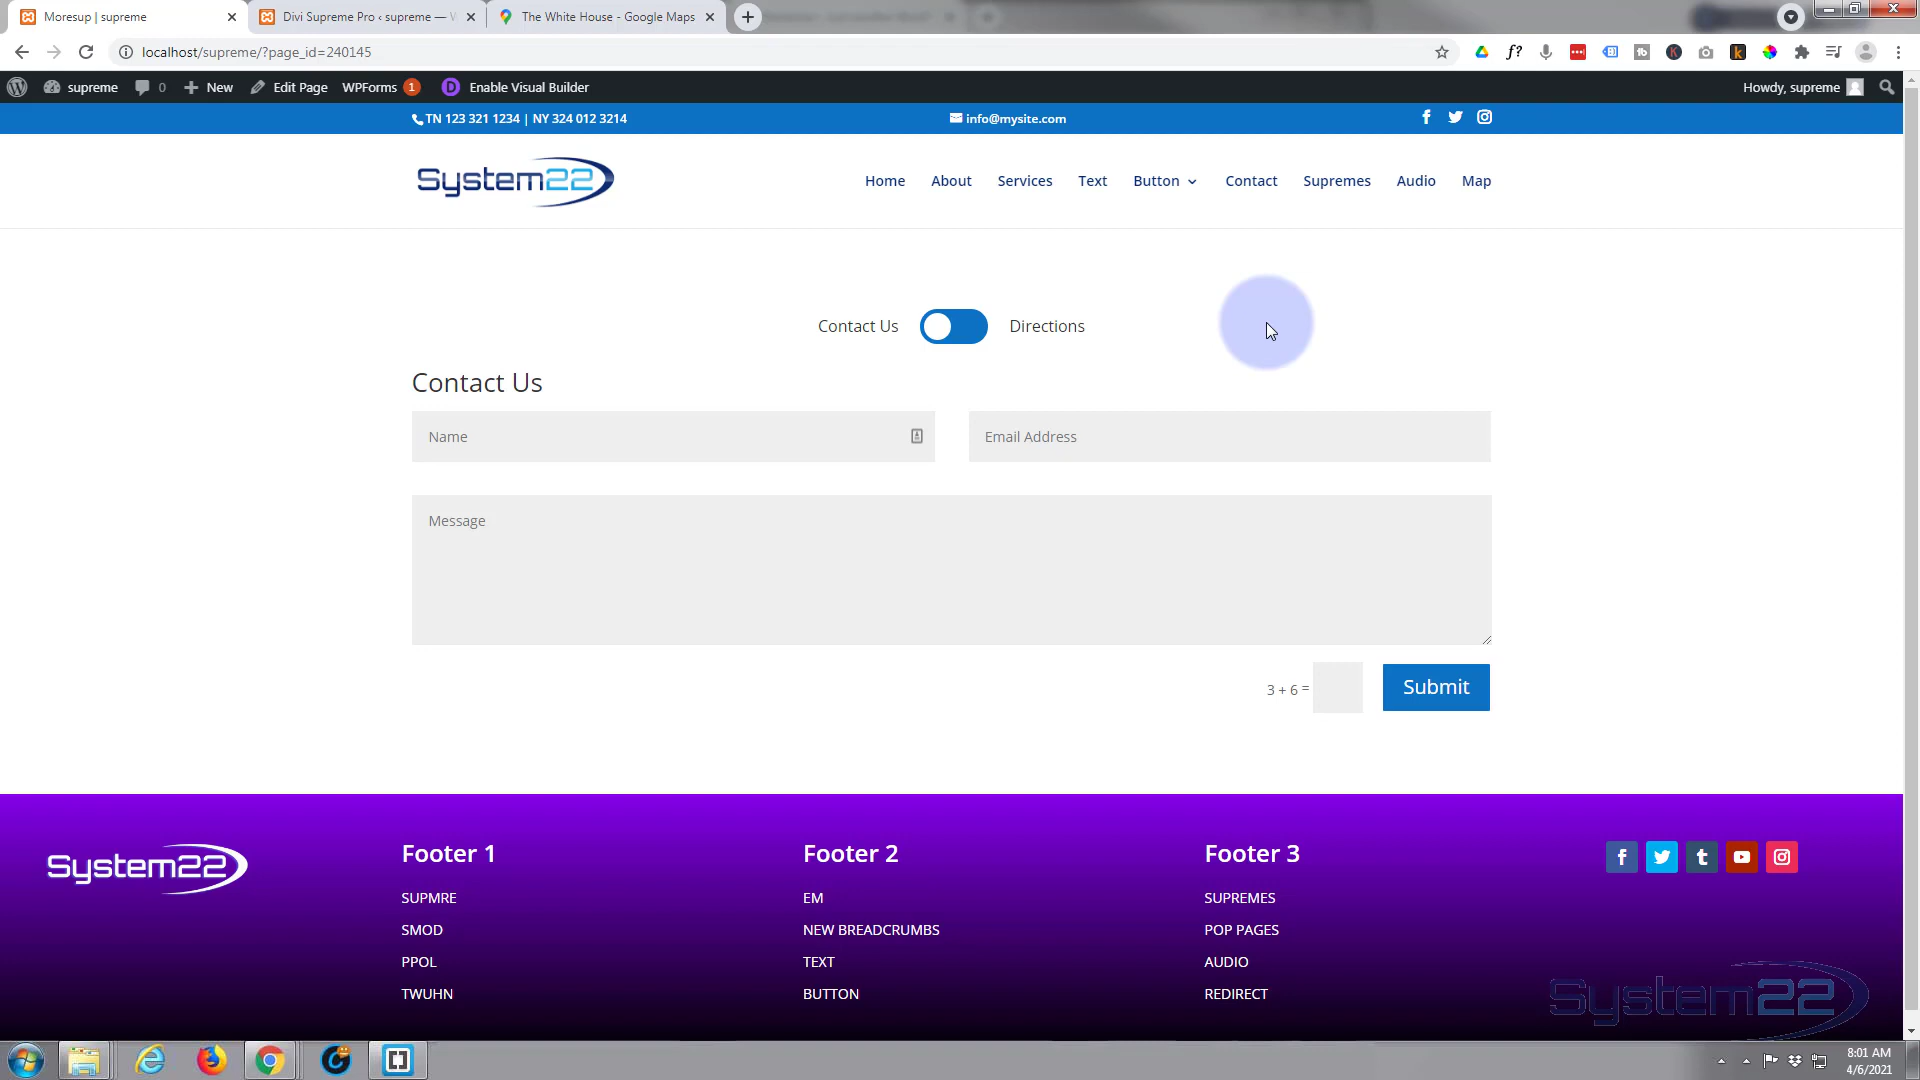 Moresup | supreme
Divi Supreme Pro ‹ supreme — W
The White House - Google Maps
localhost/supreme/?page_id=240145
supreme 0 New Edit Page WPForms 1 Enable Visual Builder
Howdy, supreme
TN 123 321 1234 | NY 324 012 3214
info@mysite.com
System22
Home About Services Text Button Contact Supremes Audio Map
Contact Us Directions
Contact Us
Name
Email Address
Message
3 + 6 =
Submit
System22
Footer 1
SUPMRE
SMOD
PPOL
TWUHN
Footer 2
EM
NEW BREADCRUMBS
TEXT
BUTTON
Footer 3
SUPREMES
POP PAGES
AUDIO
REDIRECT
System22
8:01 AM
4/6/2021